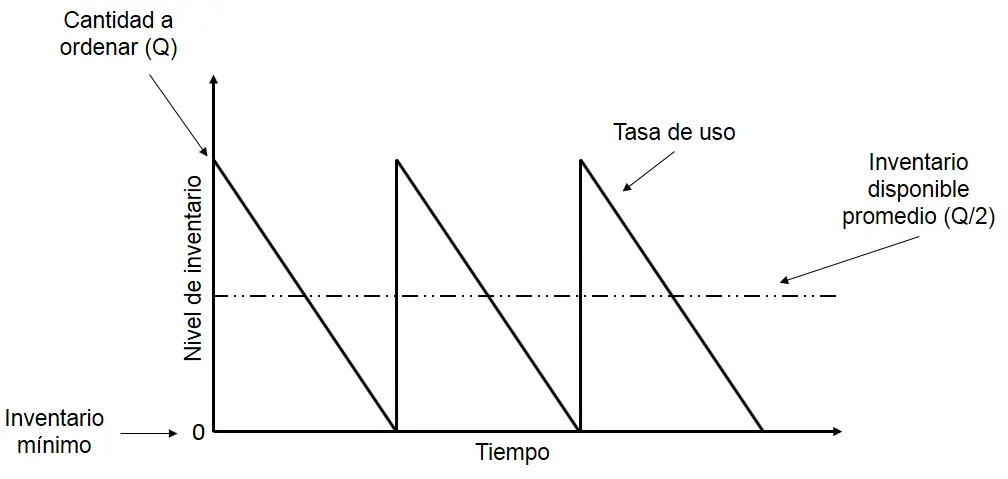 Cantidad a
ordenar (Q)
Tasa de uso
Inventario
disponible
promedio (Q/2)
Nivel de inventario
Inventario
mínimo
0
Tiempo